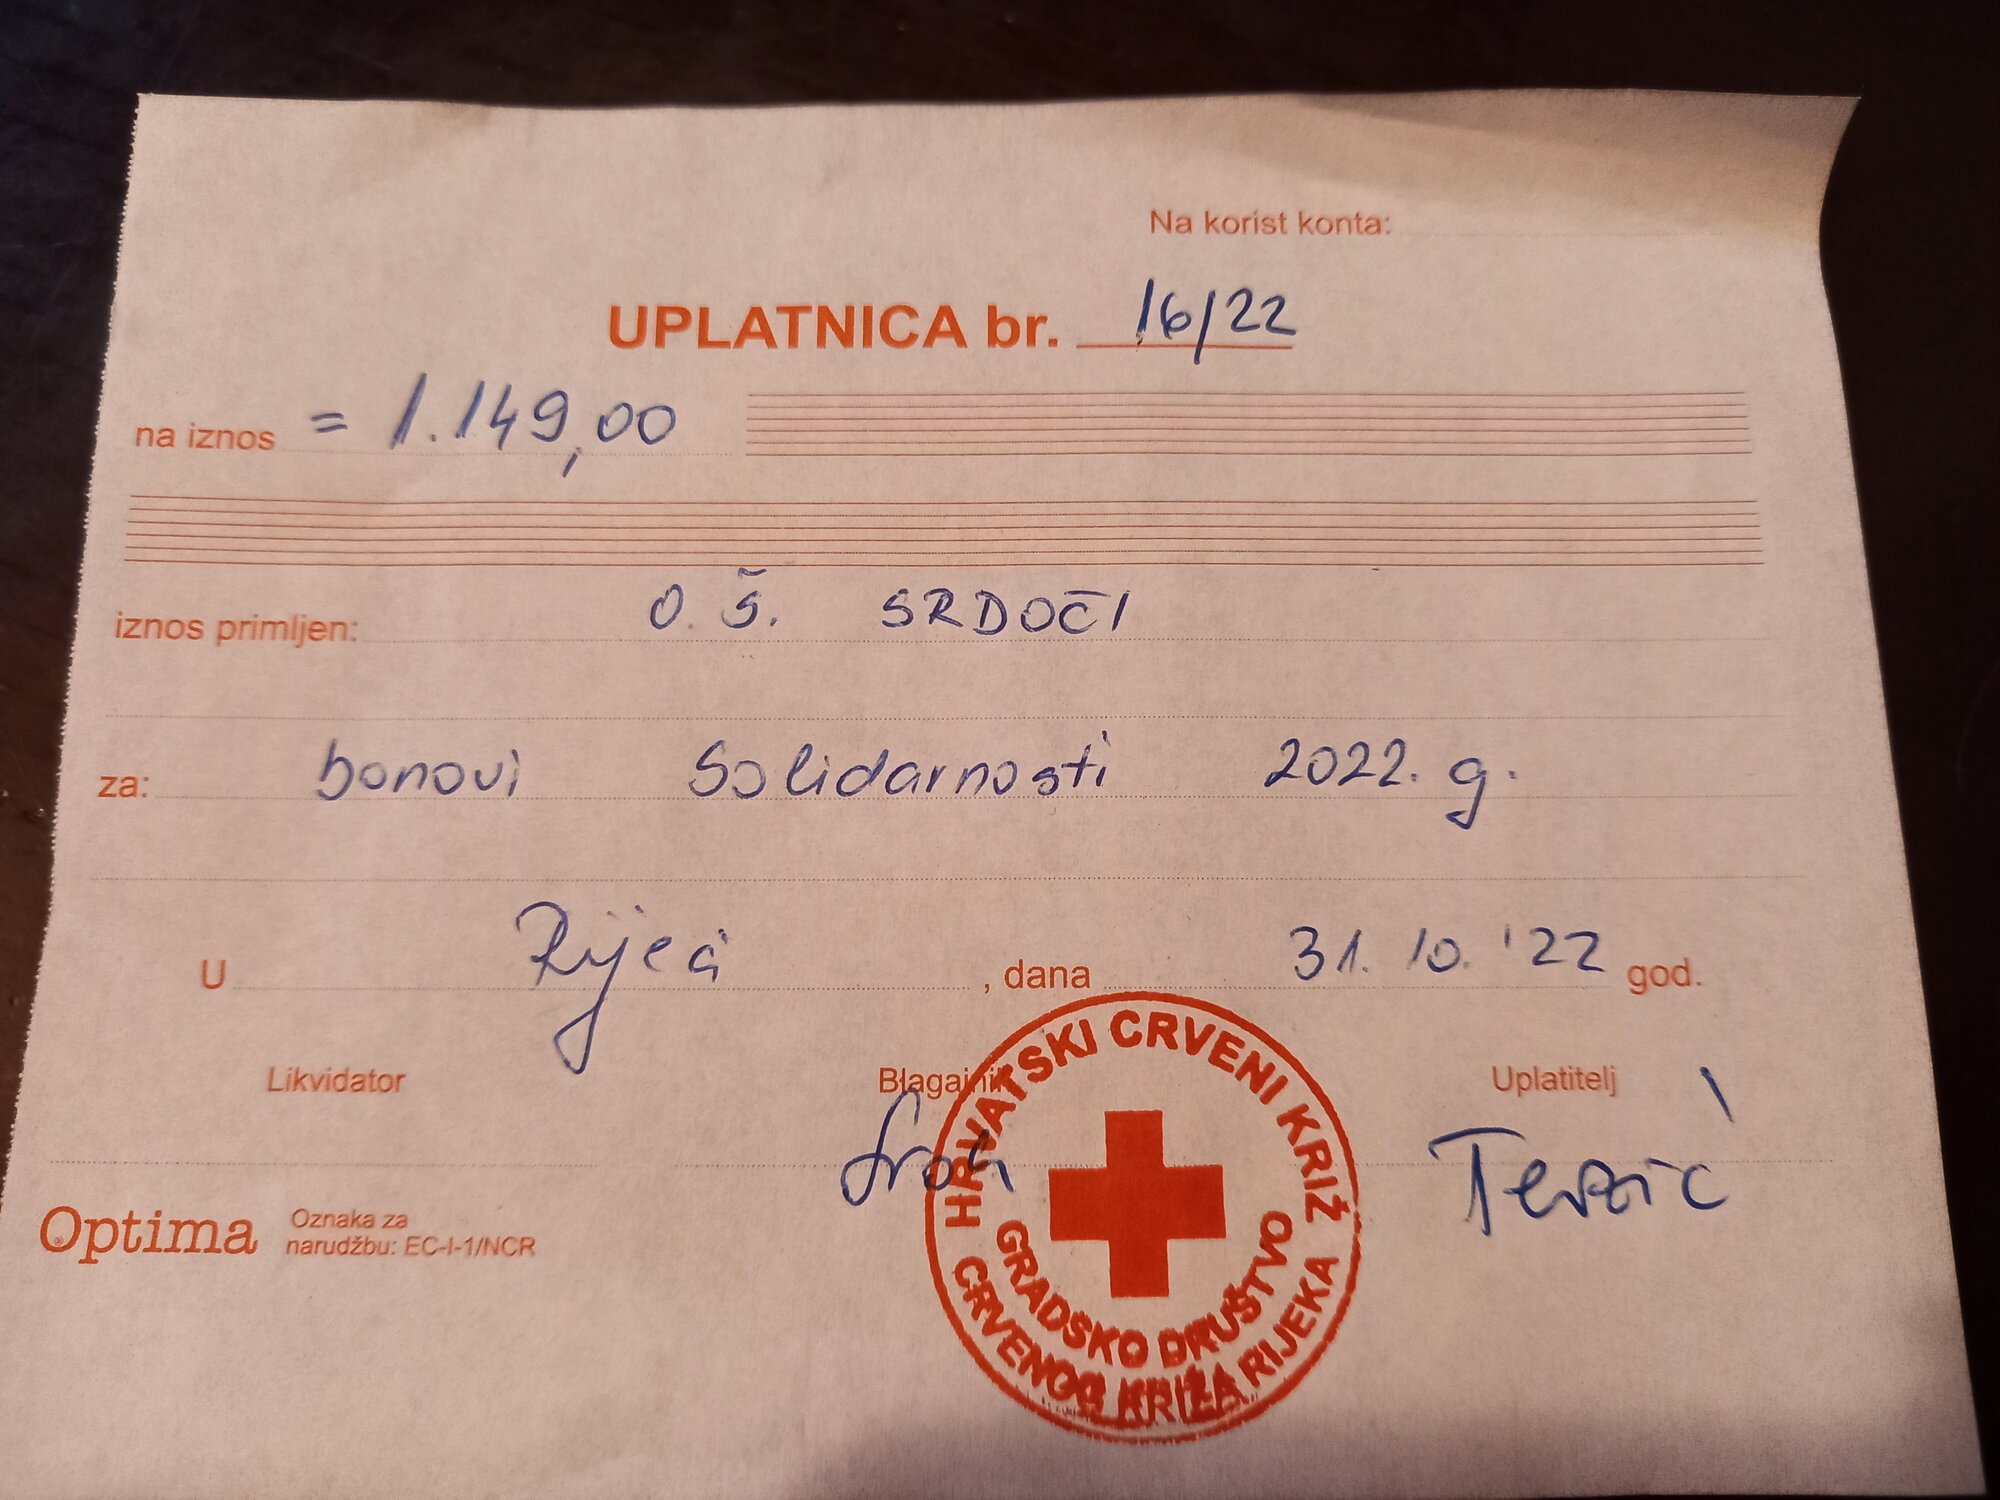 Na korist konta:
UPLATNICA br. 16/22
na iznos = 1.149,00
iznos primljen: O.Š. SRDOČI
za: bonovi Solidarnosti 2022. g.
U Rijeci, dana 31. 10. '22 god.
Likvidator Blagajnik Uplatitelj
Terzić
Optima Oznaka za
narudžbu: EC-I-1/NCR
HRVATSKI CRVENI KRIŽ
GRADSKO DRUŠTVO
CRVENOG KRIŽA RIJEKA